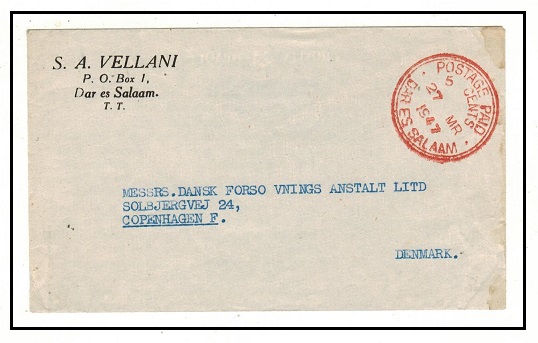 S. A. VELLANI
P. O. Box 1,
Dar es Salaam.
T. T.
POSTAGE PAID
5
CENTS
27 MR
1947
DAR ES SALAAM
MESSRS.DANSK FORSO VNINGS ANSTALT LITD
SOLBJERGVEJ 24,
COPENHAGEN F.
DENMARK.